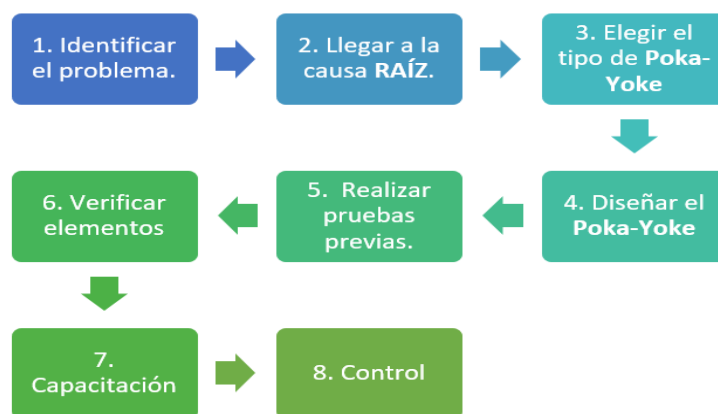 1. Identificar
el problema.
2. Llegar a la
causa RAÍZ.
3. Elegir el
tipo de Poka-
Yoke
4. Diseñar el
Poka-Yoke
5. Realizar
pruebas
previas.
6. Verificar
elementos
7.
Capacitación
8. Control